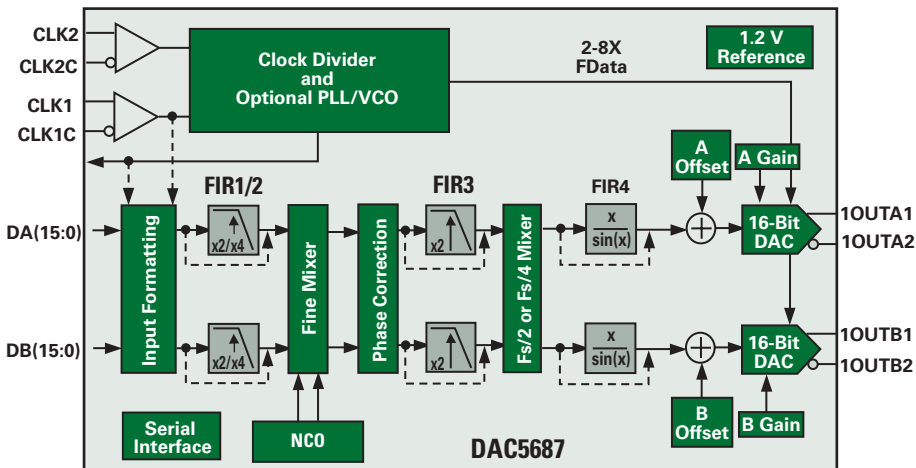 CLK2
CLK2C
CLK1
CLK1C
Clock Divider
and
Optional PLL/VCO
2-8X
FData
1.2 V
Reference
A
Offset
A Gain
FIR1/2
FIR3
FIR4
DA(15:0)
Input Formatting
x2/x4
Fine Mixer
Phase Correction
x2
Fs/2 or Fs/4 Mixer
x
sin(x)
16-Bit
DAC
1OUTA1
1OUTA2
DB(15:0)
x2/x4
x2
x
sin(x)
16-Bit
DAC
1OUTB1
1OUTB2
Serial
Interface
NCO
B
Offset
B Gain
DAC5687